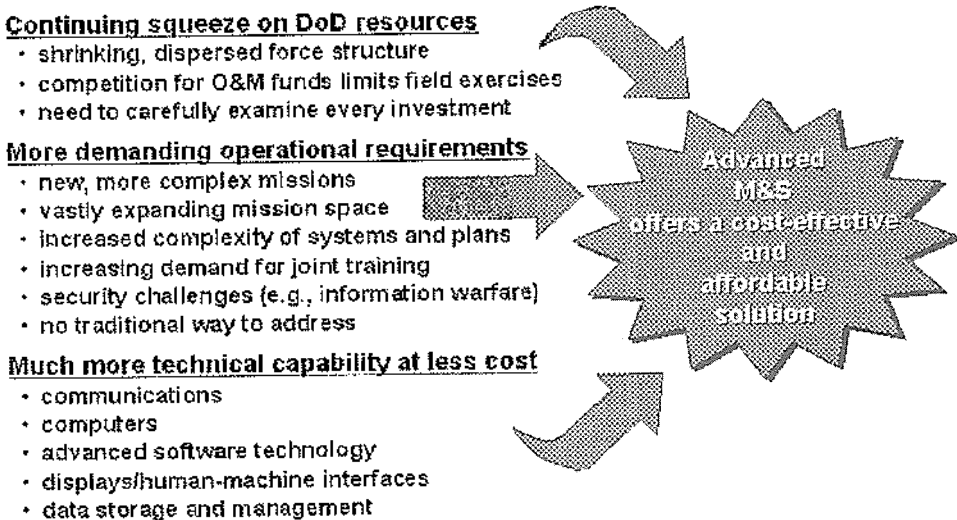 Continuing squeeze on DoD resources
• shrinking, dispersed force structure
• competition for O&M funds limits field exercises
• need to carefully examine every investment
More demanding operational requirements
• new, more complex missions
• vastly expanding mission space
• increased complexity of systems and plans
• increasing demand for joint training
• security challenges (e.g., information warfare)
• no traditional way to address
Much more technical capability at less cost
• communications
• computers
• advanced software technology
• displays/human-machine interfaces
• data storage and management
Advanced
M&S
offers a cost-effective
and
affordable
solution